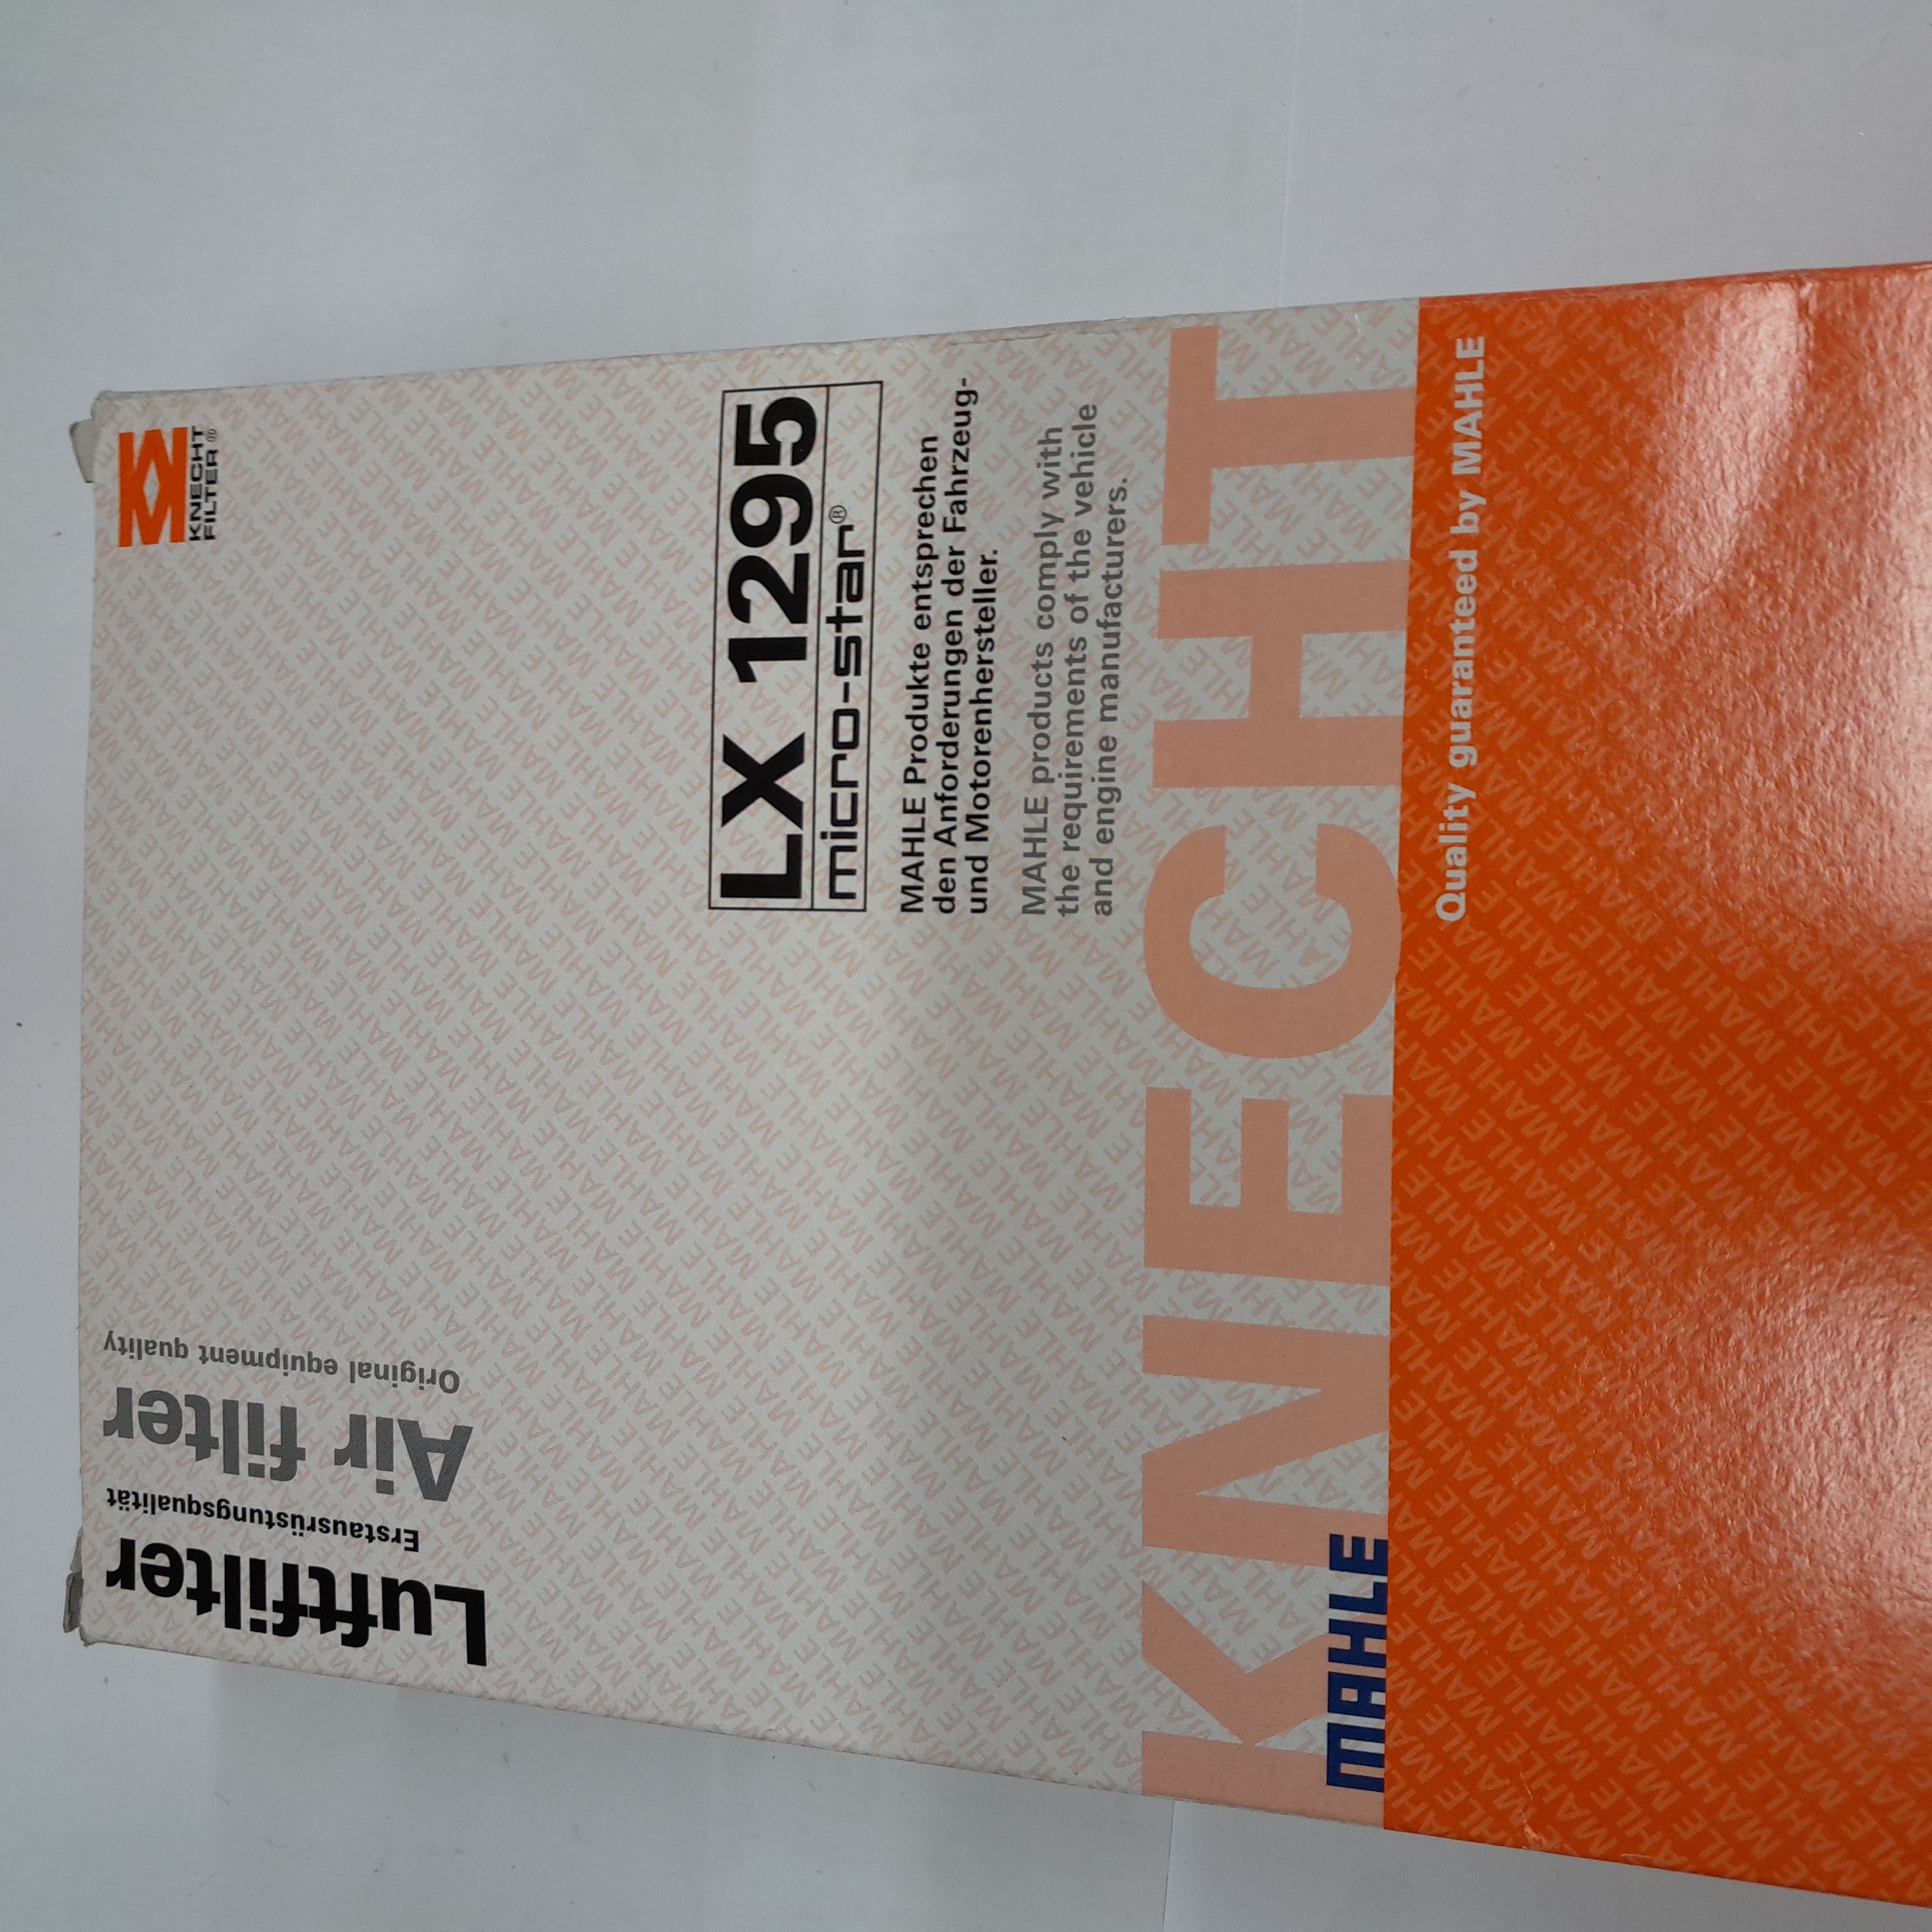 KNECHT
FILTER®
LX 1295
micro-star®
MAHLE Produkte entsprechen
den Anforderungen der Fahrzeug-
und Motorenhersteller.
MAHLE products comply with
the requirements of the vehicle
and engine manufacturers.
KNECHT
MAHLE
Quality guaranteed by MAHLE
Luftfilter
Erstausrüstungsqualität
Air filter
Original equipment quality